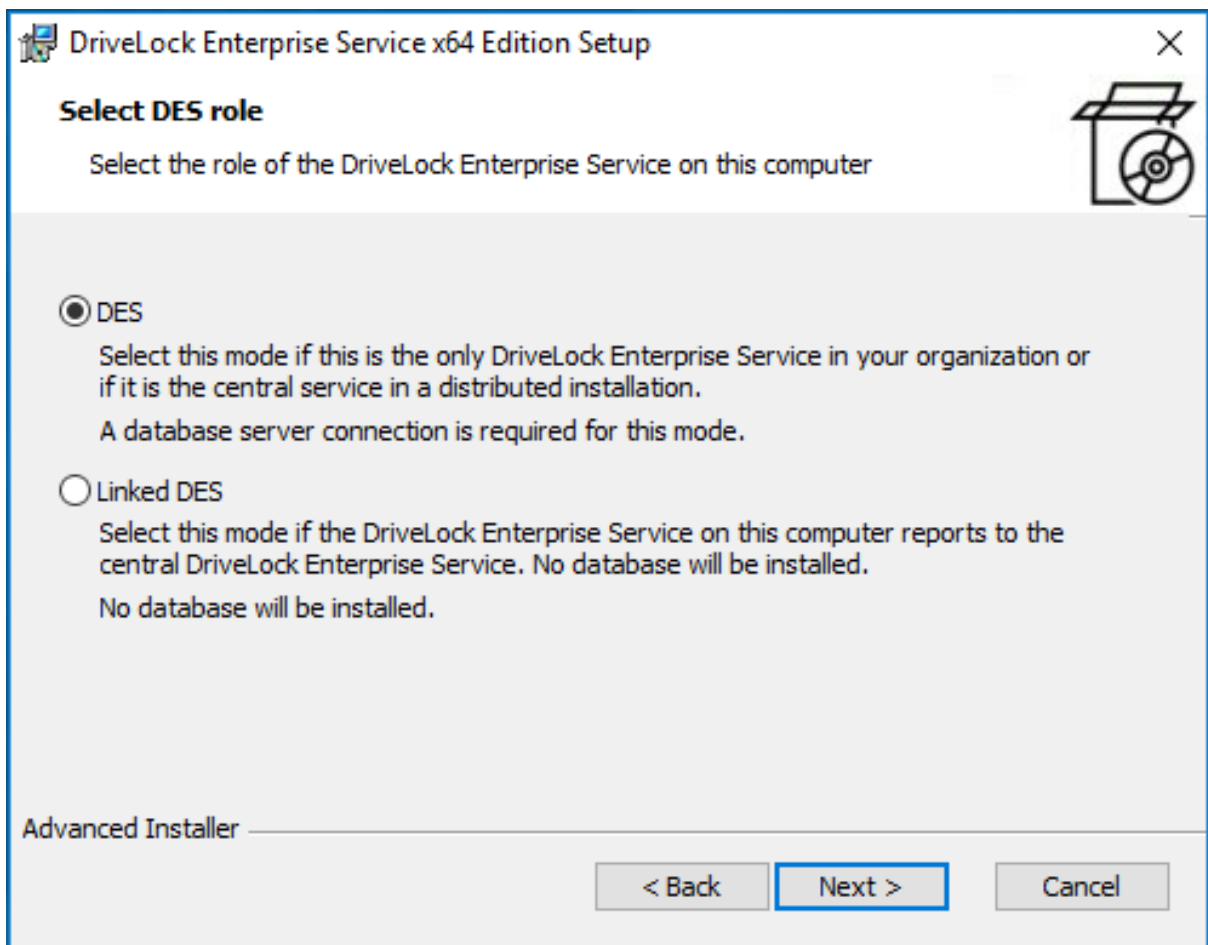 DriveLock Enterprise Service x64 Edition Setup
Select DES role
Select the role of the DriveLock Enterprise Service on this computer
DES
Select this mode if this is the only DriveLock Enterprise Service in your organization or
if it is the central service in a distributed installation.
A database server connection is required for this mode.
Linked DES
Select this mode if the DriveLock Enterprise Service on this computer reports to the
central DriveLock Enterprise Service. No database will be installed.
No database will be installed.
Advanced Installer
< Back Next > Cancel